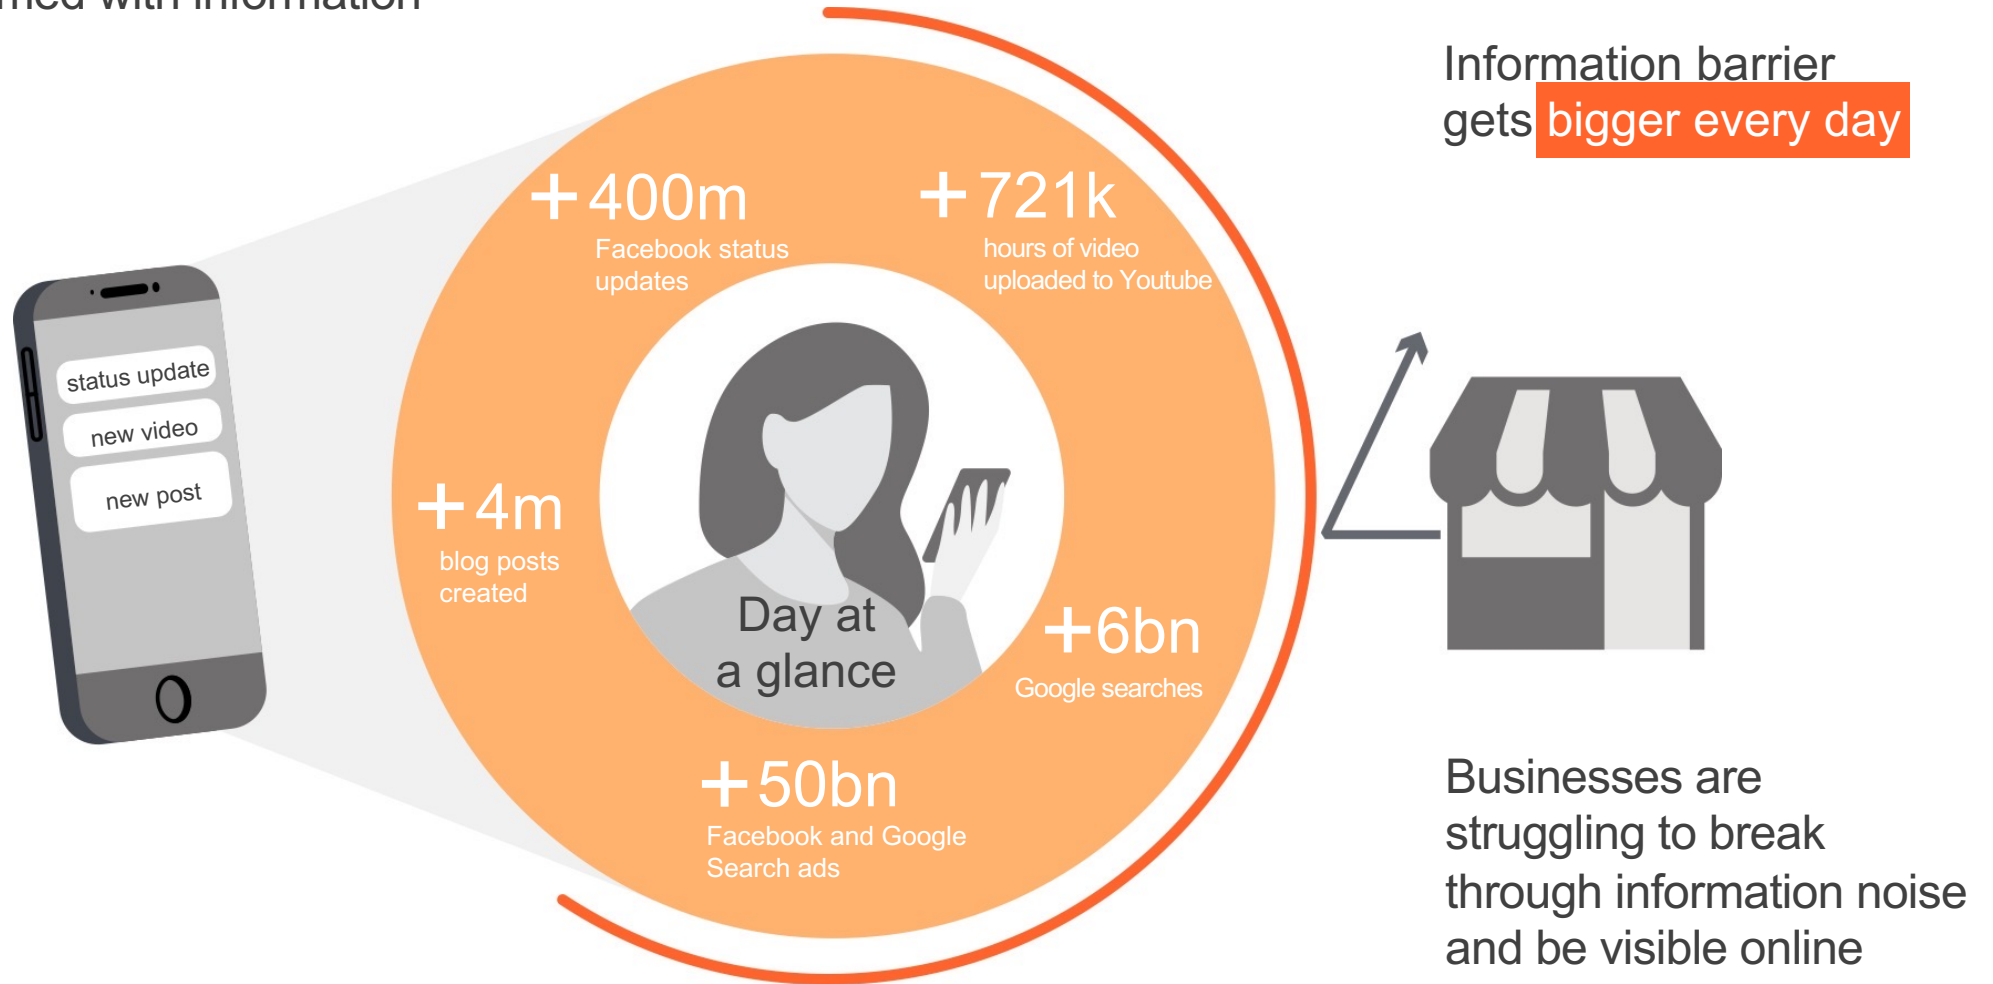 with information
Information barrier
gets bigger every day
+400m
Facebook status
updates
+721k
hours of video
uploaded to Youtube
status update
new video
new post
+4m
blog posts
created
Day at
a glance
+6bn
Google searches
+50bn
Facebook and Google
Search ads
Businesses are
struggling to break
through information noise
and be visible online